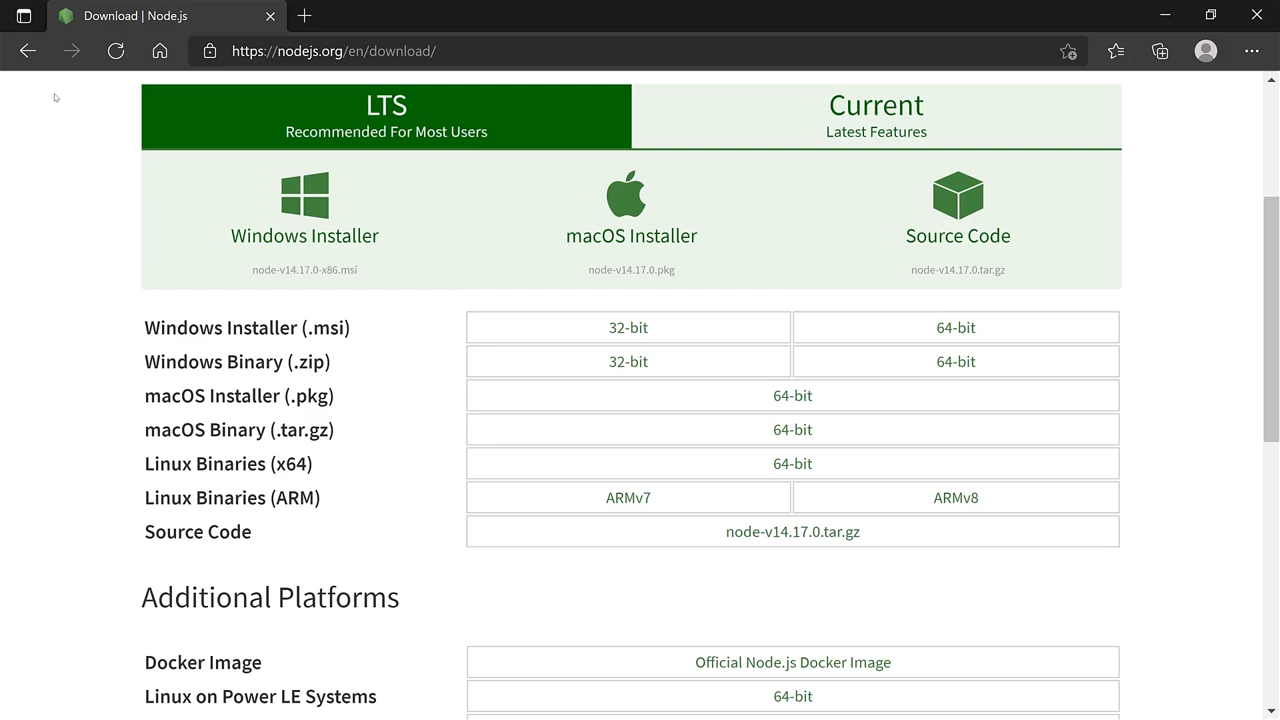 Download | Node.js
https://nodejs.org/en/download/
LTS
Recommended For Most Users
Current
Latest Features
Windows Installer
node-v14.17.0-x86.msi
macOS Installer
node-v14.17.0.pkg
Source Code
node-v14.17.0.tar.gz
Windows Installer (.msi) 32-bit 64-bit
Windows Binary (.zip) 32-bit 64-bit
macOS Installer (.pkg) 64-bit
macOS Binary (.tar.gz) 64-bit
Linux Binaries (x64) 64-bit
Linux Binaries (ARM) ARMv7 ARMv8
Source Code node-v14.17.0.tar.gz
Additional Platforms
Docker Image Official Node.js Docker Image
Linux on Power LE Systems 64-bit